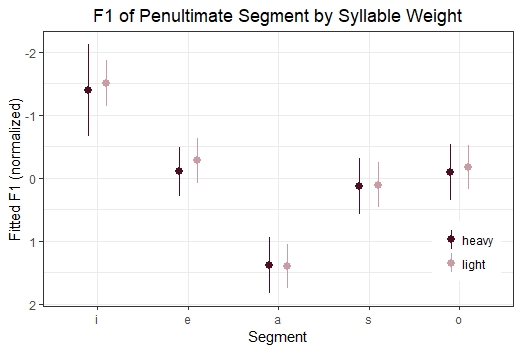 F1 of Penultimate Segment by Syllable Weight
Fitted F1 (normalized)
-2
-1
0
1
2
heavy
light
i e a s o
Segment